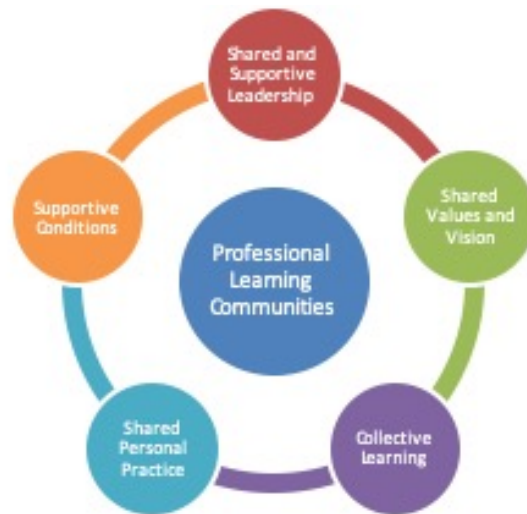 Shared and
Supportive
Leadership
Shared
Values and
Vision
Collective
Learning
Shared
Personal
Practice
Supportive
Conditions
Professional
Learning
Communities